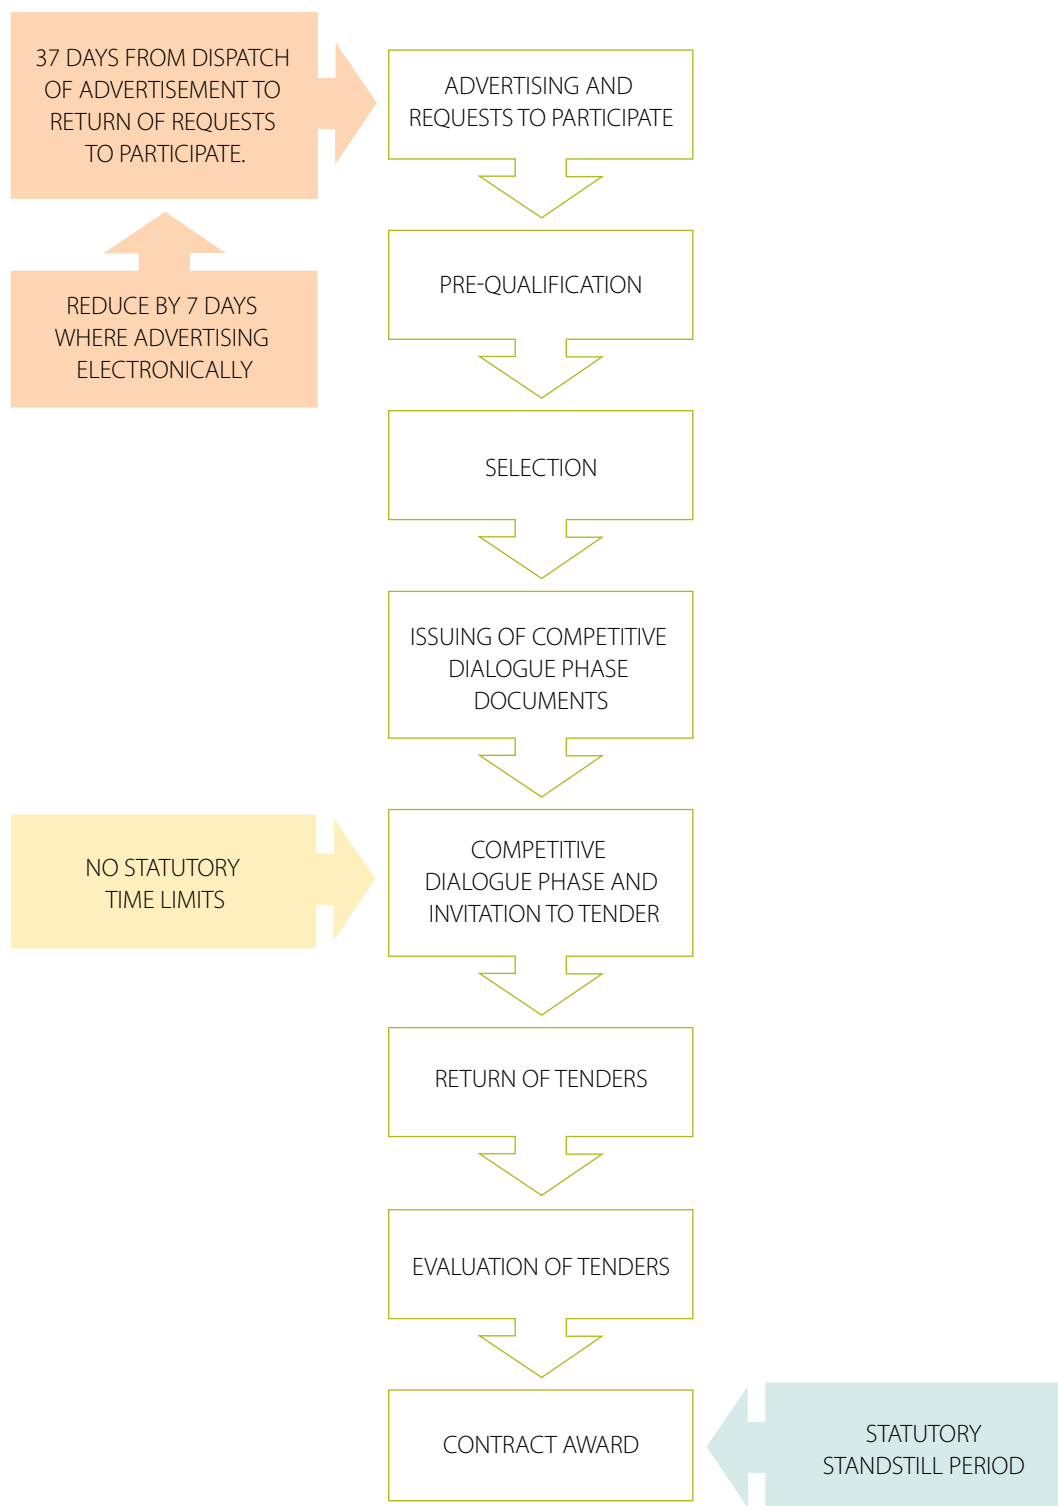 37 DAYS FROM DISPATCH
OF ADVERTISEMENT TO
RETURN OF REQUESTS
TO PARTICIPATE.
ADVERTISING AND
REQUESTS TO PARTICIPATE
REDUCE BY 7 DAYS
WHERE ADVERTISING
ELECTRONICALLY
PRE-QUALIFICATION
SELECTION
ISSUING OF COMPETITIVE
DIALOGUE PHASE
DOCUMENTS
NO STATUTORY
TIME LIMITS
COMPETITIVE
DIALOGUE PHASE AND
INVITATION TO TENDER
RETURN OF TENDERS
EVALUATION OF TENDERS
CONTRACT AWARD
STATUTORY
STANDSTILL PERIOD